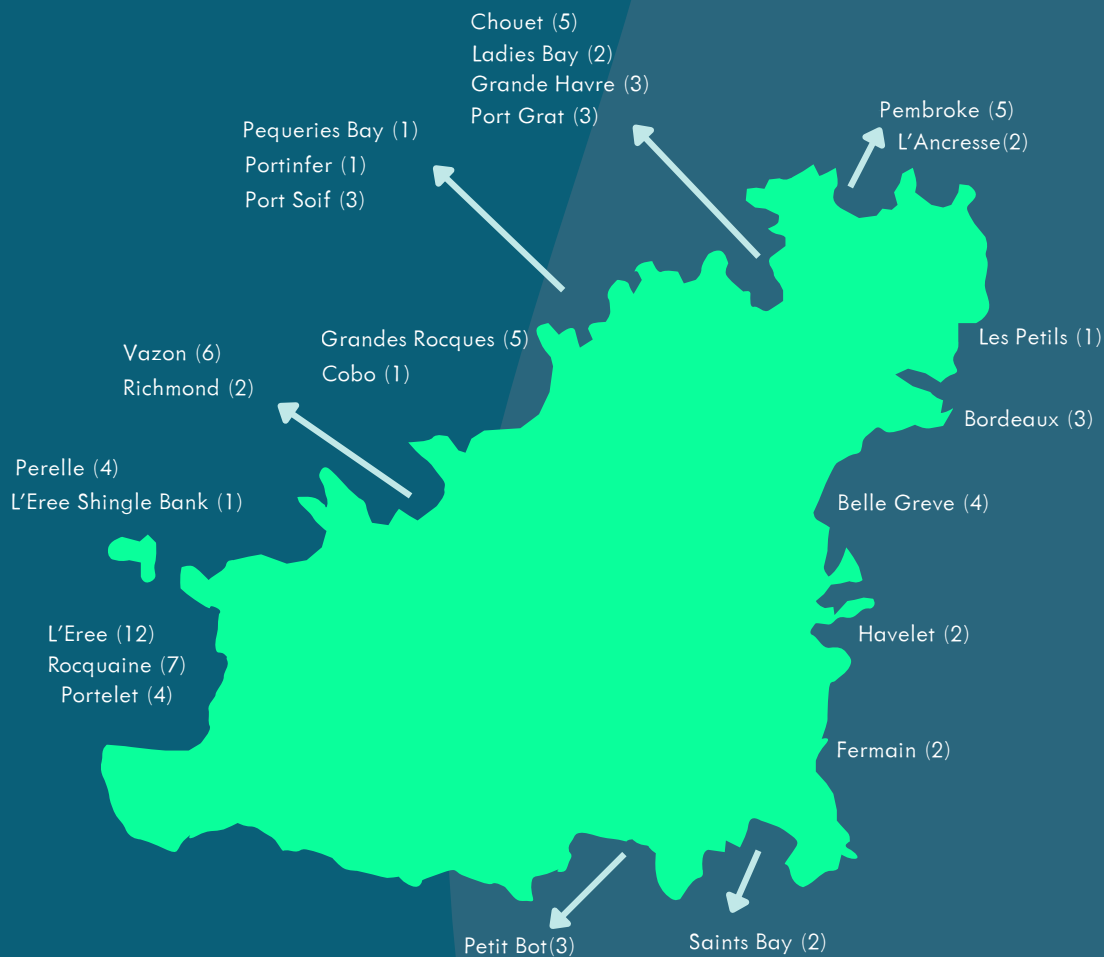 Chouet (5)
Ladies Bay (2)
Grande Havre (3)
Port Grat (3)
Pembroke (5)
L'Ancresse(2)
Pequeries Bay (1)
Portinfer (1)
Port Soif (3)
Grandes Rocques (5)
Cobo (1)
Vazon (6)
Richmond (2)
Les Petils (1)
Bordeaux (3)
Perelle (4)
L'Eree Shingle Bank (1)
Belle Greve (4)
L'Eree (12)
Rocquaine (7)
Portelet (4)
Havelet (2)
Fermain (2)
Petit Bot(3)
Saints Bay (2)